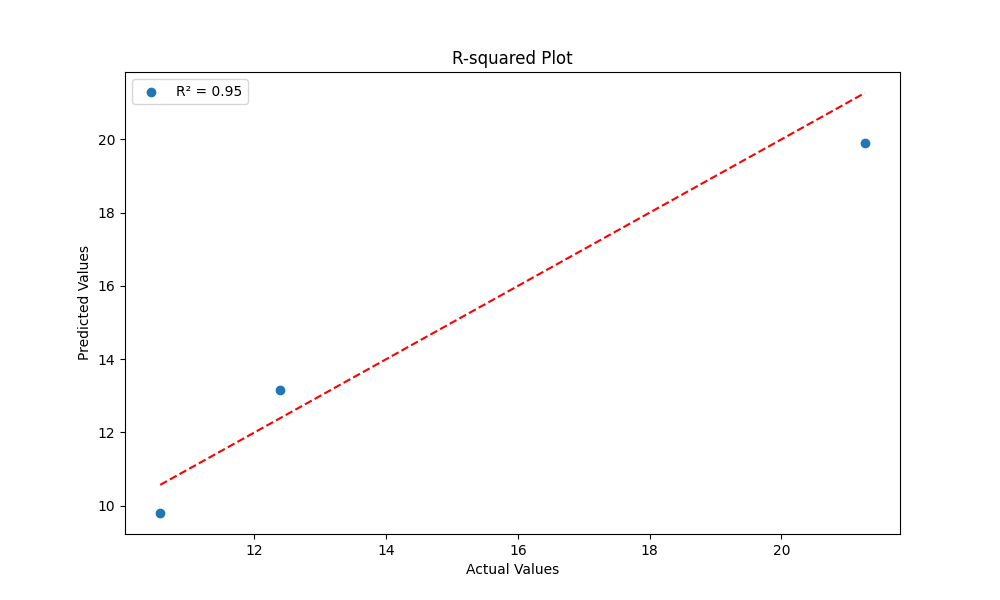 R-squared Plot
R² = 0.95
20
18
16
14
12
10
Predicted Values
12 14 16 18 20
Actual Values